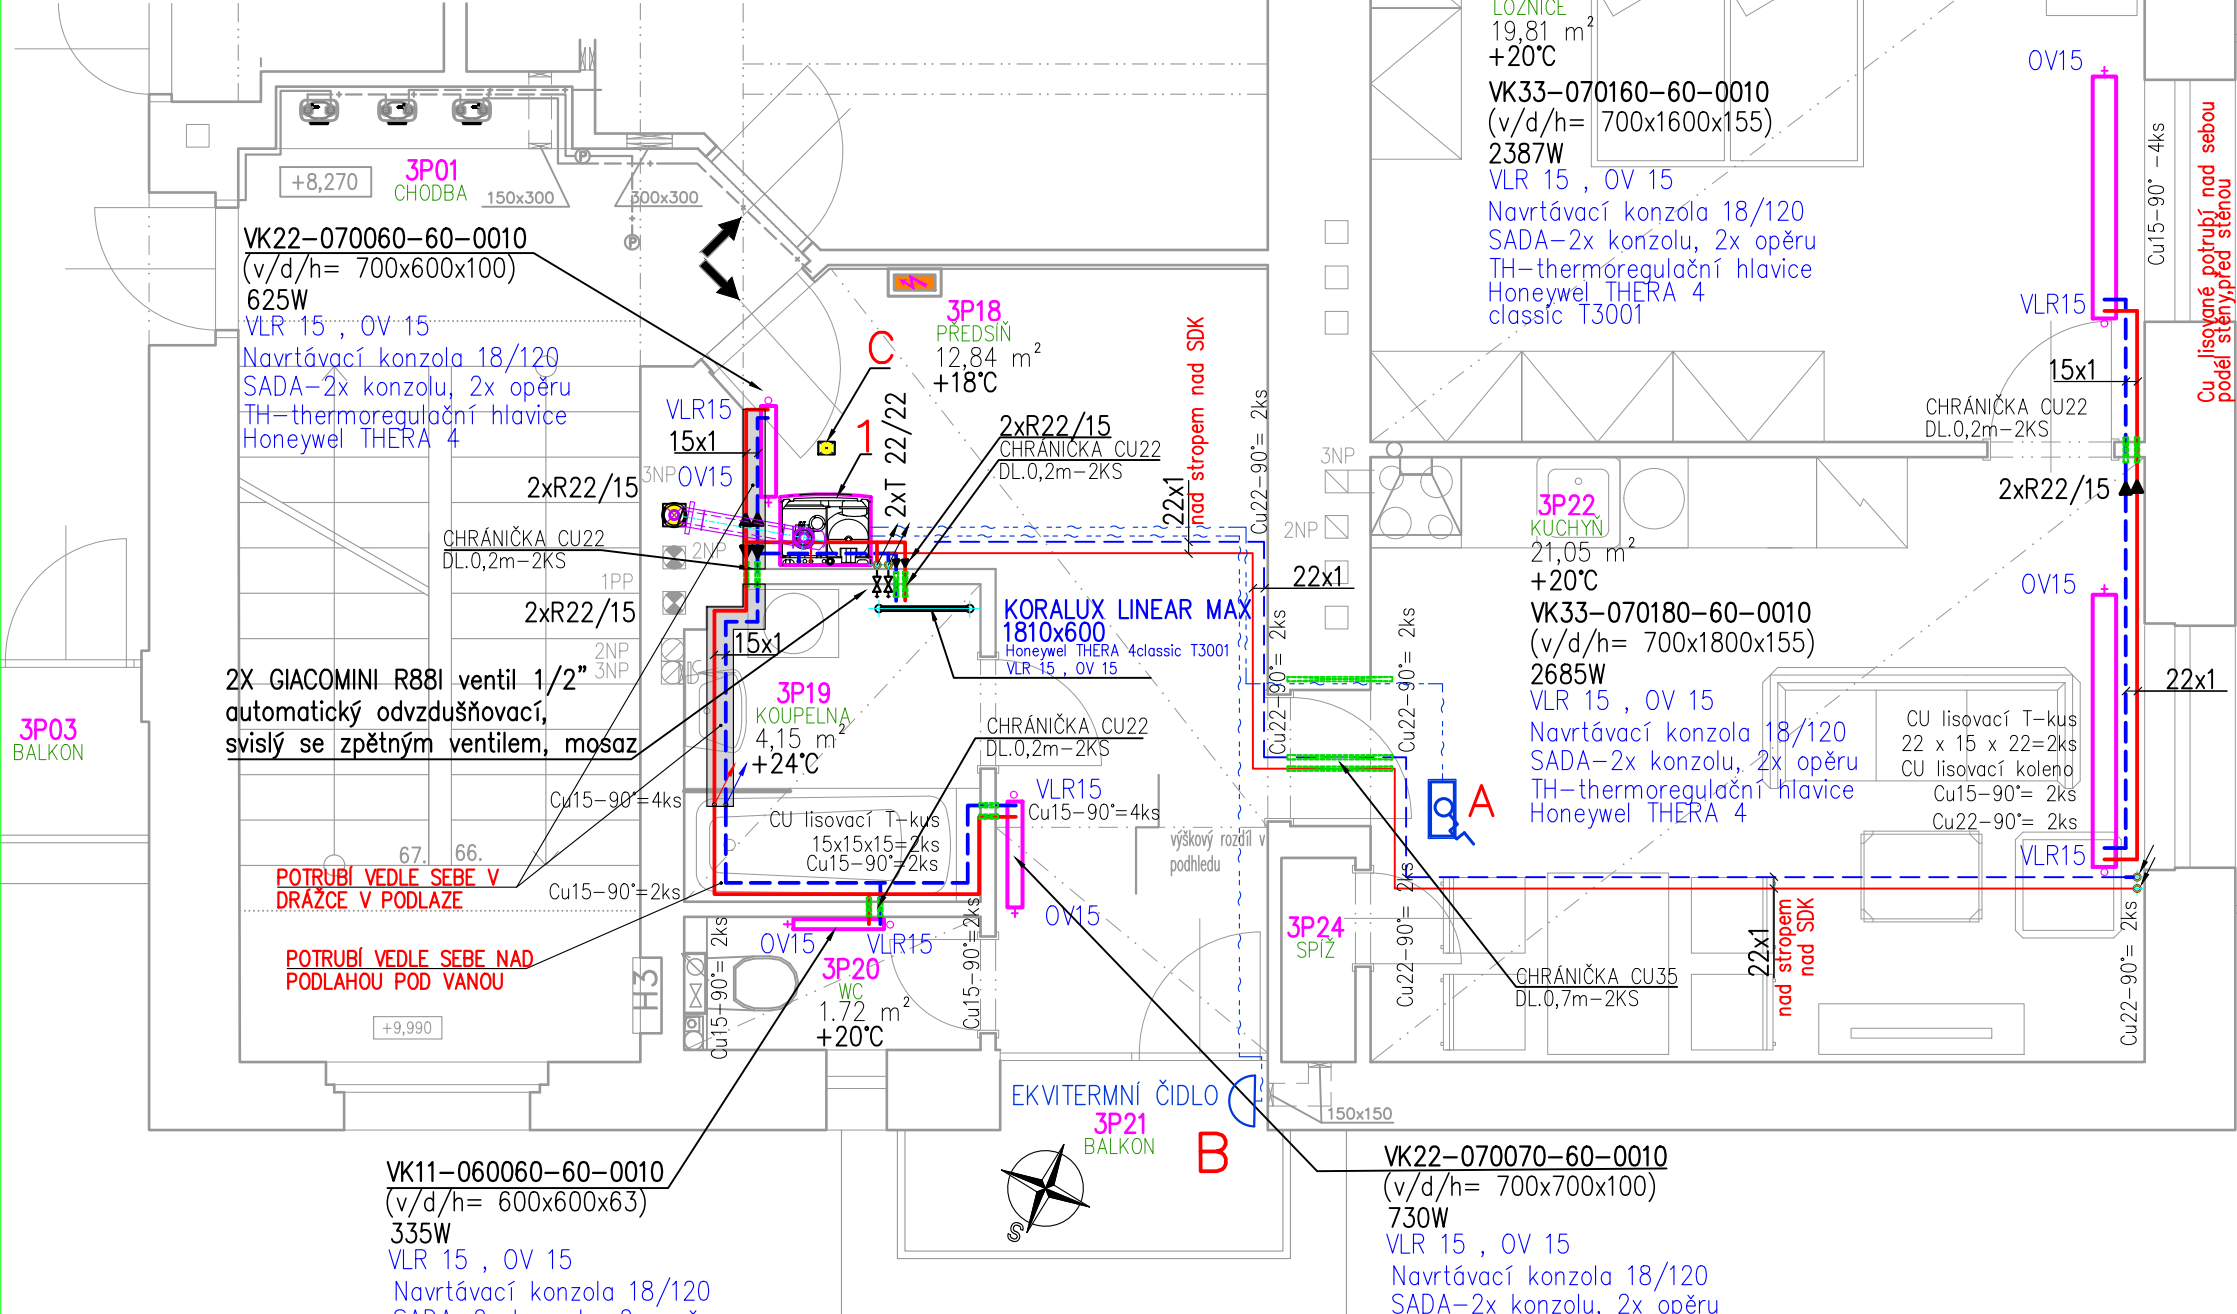 LOŽNICE
19,81 m²
+20°C
VK33-070160-60-0010
(v/d/h= 700x1600x155)
2387W
VLR 15 , OV 15
Navrtávací konzola 18/120
SADA-2x konzolu, 2x opěru
TH-thermoregulační hlavice
Honeywel THERA 4
classic T3001
OV15
Cu15-90° -4ks
Cu lisované potrubí nad sebou
podél stěny,před stěnou
VLR15
15x1
CHRÁNIČKA CU22
DL.0,2m-2KS
2xR22/15
3P01
CHODBA
+8,270
150x300
300x300
P
P
VK22-070060-60-0010
(v/d/h= 700x600x100)
625W
VLR 15 , OV 15
Navrtávací konzola 18/120
SADA-2x konzolu, 2x opěru
TH-thermoregulační hlavice
Honeywel THERA 4
3P18
PŘEDSÍŇ
12,84 m²
+18°C
C
1
2xT 22/22
VLR15
15x1
OV15
3NP
2xR22/15
CHRÁNIČKA CU22
DL.0,2m-2KS
22x1
nad stropem nad SDK
Cu22-90°= 2ks
2xR22/15
CHRÁNIČKA CU22
DL.0,2m-2KS
2NP
1PP
2xR22/15
2NP
3NP
3NP
2NP
22x1
3P22
KUCHYŇ
21,05 m²
+20°C
VK33-070180-60-0010
(v/d/h= 700x1800x155)
2685W
VLR 15 , OV 15
Navrtávací konzola 18/120
SADA-2x konzolu, 2x opěru
TH-thermoregulační hlavice
Honeywel THERA 4
OV15
22x1
CU lisovací T-kus
22 x 15 x 22=2ks
CU lisovací koleno
Cu15-90°= 2ks
Cu22-90°= 2ks
VLR15
KORALUX LINEAR MAX
1810x600
Honeywel THERA 4classic T3001
VLR 15 , OV 15
15x1
2X GIACOMINI R88I ventil 1/2"
automatický odvzdušňovací,
svislý se zpětným ventilem, mosaz
3P03
BALKON
3P19
KOUPELNA
4,15 m²
+24°C
CHRÁNIČKA CU22
DL.0,2m-2KS
Cu22-90°= 2ks
Cu22-90°= 2ks
A
Cu15-90°=4ks
CU lisovací T-kus
15x15x15=2ks
Cu15-90°=2ks
VLR15
Cu15-90°=4ks
výškový rozdíl v
podhledu
67. 66.
POTRUBÍ VEDLE SEBE V
DRÁŽCE V PODLAZE
Cu15-90°=2ks
OV15
POTRUBÍ VEDLE SEBE NAD
PODLAHOU POD VANOU
H3
+9,990
OV15
VLR15
3P20
WC
1.72 m²
+20°C
Cu15-90°= 2ks
Cu15-90°=2ks
3P24
SPÍŽ
Cu22-90°= 2ks
CHRÁNIČKA CU35
DL.0,7m-2KS
22x1
nad stropem
nad SDK
Cu22-90°= 2ks
EKVITERMNÍ ČIDLO
3P21
BALKON
B
150x150
S
VK11-060060-60-0010
(v/d/h= 600x600x63)
335W
VLR 15 , OV 15
Navrtávací konzola 18/120
VK22-070070-60-0010
(v/d/h= 700x700x100)
730W
VLR 15 , OV 15
Navrtávací konzola 18/120
SADA-2x konzolu, 2x opěru